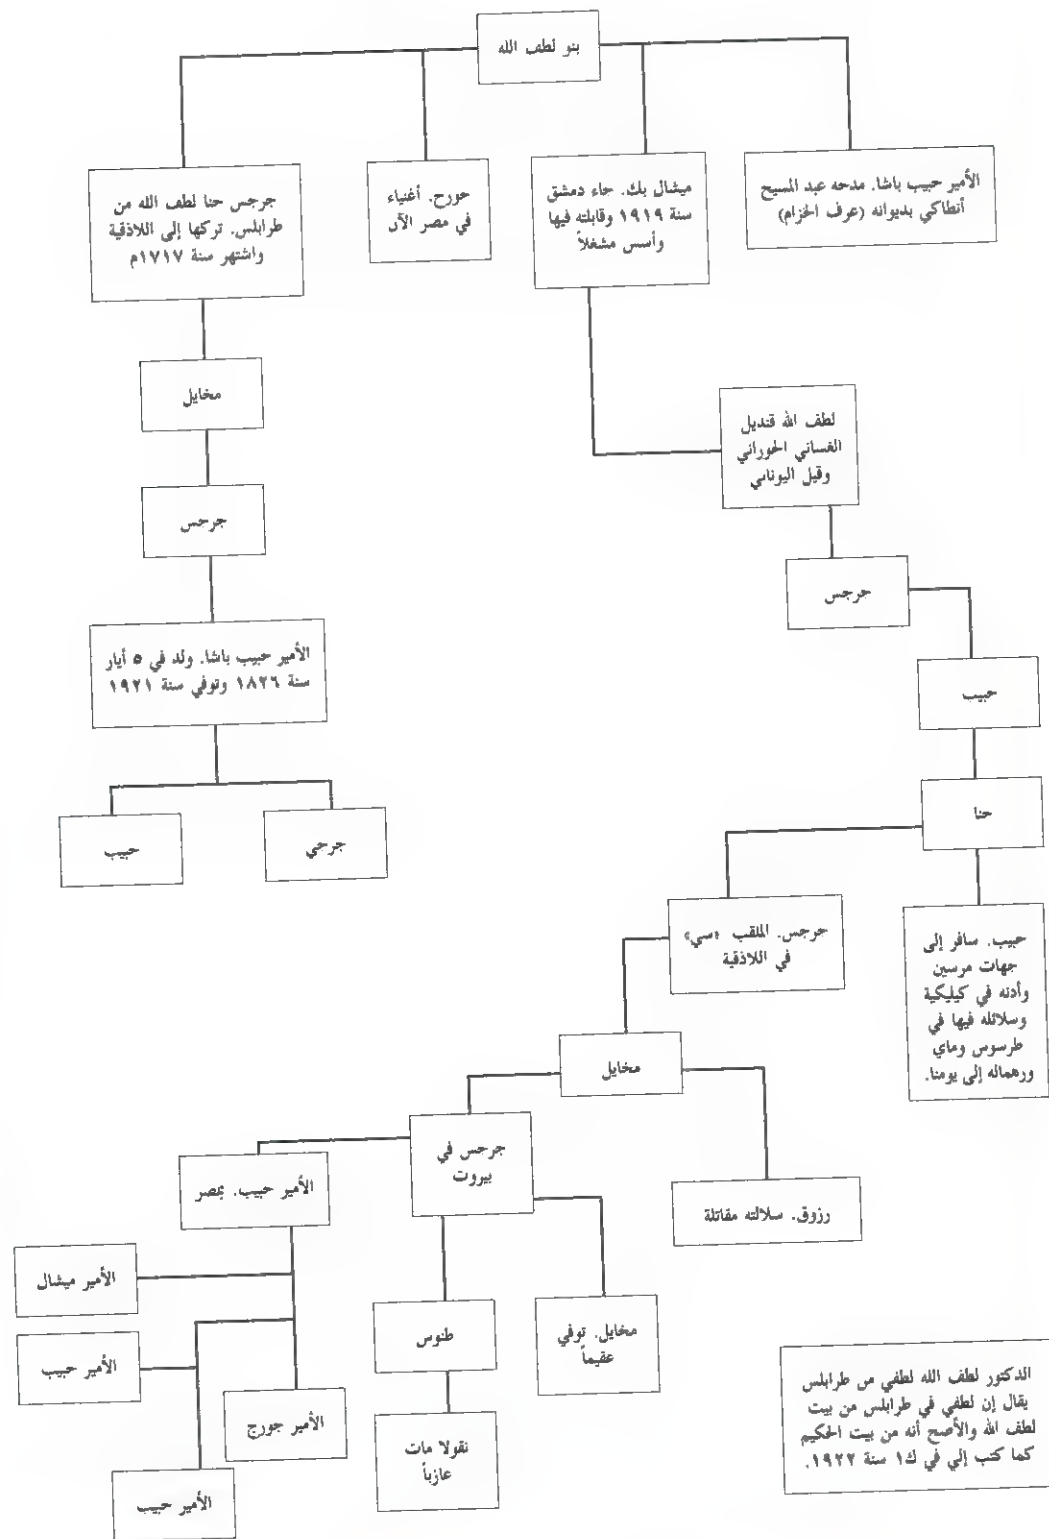 بنو لطف الله
الأمير حبيب باشا. مدحه عبد المسيح
أنطاكي بديوانه (عرف الخزام)
ميشال بك. جاء دمشق
سنة ١٩١٩ وقابلته فيها
وأسس مشغلاً
حورج. أغنياء
في مصر الآن
جرجس حنا لطف الله من
طرابلس. تركها إلى اللاذقية
واشتهر سنة ١٧١٧م
مخايل
جرجس
الأمير حبيب باشا. ولد في ٥ أيار
سنة ١٨٢٦ وتوفي سنة ١٩٢١
جرجي
حبيب
لطف الله قنديل
الغساني الحوراني
وقيل اليوناني
جرجس
حبيب
حنا
حبيب. سافر إلى
جهات مرسين
وأدنه في كيليكية
وسلائله فيها في
طرسوس وماي
ورهماله إلى يومنا.
جرجس. الملقب «سي»
في اللاذقية
مخايل
رزوق. سلالته مقاتلة
جرجس في
بيروت
الأمير حبيب. بمصر
الأمير ميشال
الأمير حبيب
الأمير جورج
الأمير حبيب
طنوس
نقولا مات
عازباً
مخايل. توفي
عقيماً
الدكتور لطف الله لطفي من طرابلس
يقال إن لطفي في طرابلس من بيت
لطف الله والأصح أنه من بيت الحكيم
كما كتب إلي في ك١ سنة ١٩٢٢.